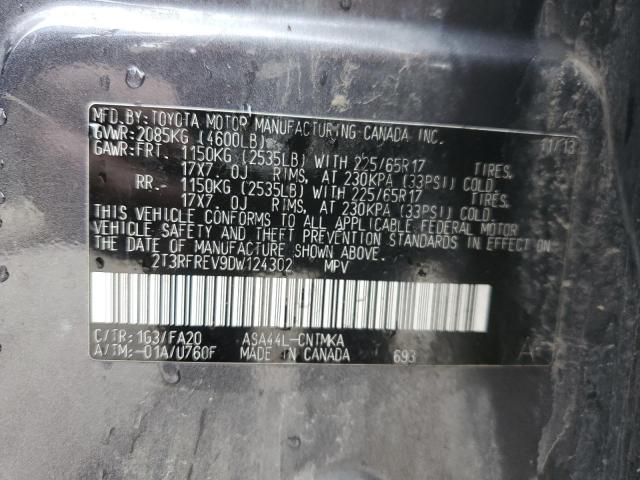 MFD.BY:TOYOTA MOTOR MANUFACTURING CANADA INC.
GVWR:2085KG (4600LB) 11/13
GAWR:FRT. 1150KG (2535LB) WITH 225/65R17 TIRES,
17X7.0J RIMS, AT 230KPA (33PSI) COLD.
RR.- 1150KG (2535LB) WITH 225/65R17 TIRES,
17X7.0J RIMS, AT 230KPA (33PSI) COLD.
THIS VEHICLE CONFORMS TO ALL APPLICABLE FEDERAL MOTOR
VEHICLE SAFETY AND THEFT PREVENTION STANDARDS IN EFFECT ON
THE DATE OF MANUFACTURE SHOWN ABOVE.
2T3RFREV9DW124302 MPV
C/TR:1G3/FA20 ASA44L-CNTMKA
A/TM:-01A/U760F MADE IN CANADA 693